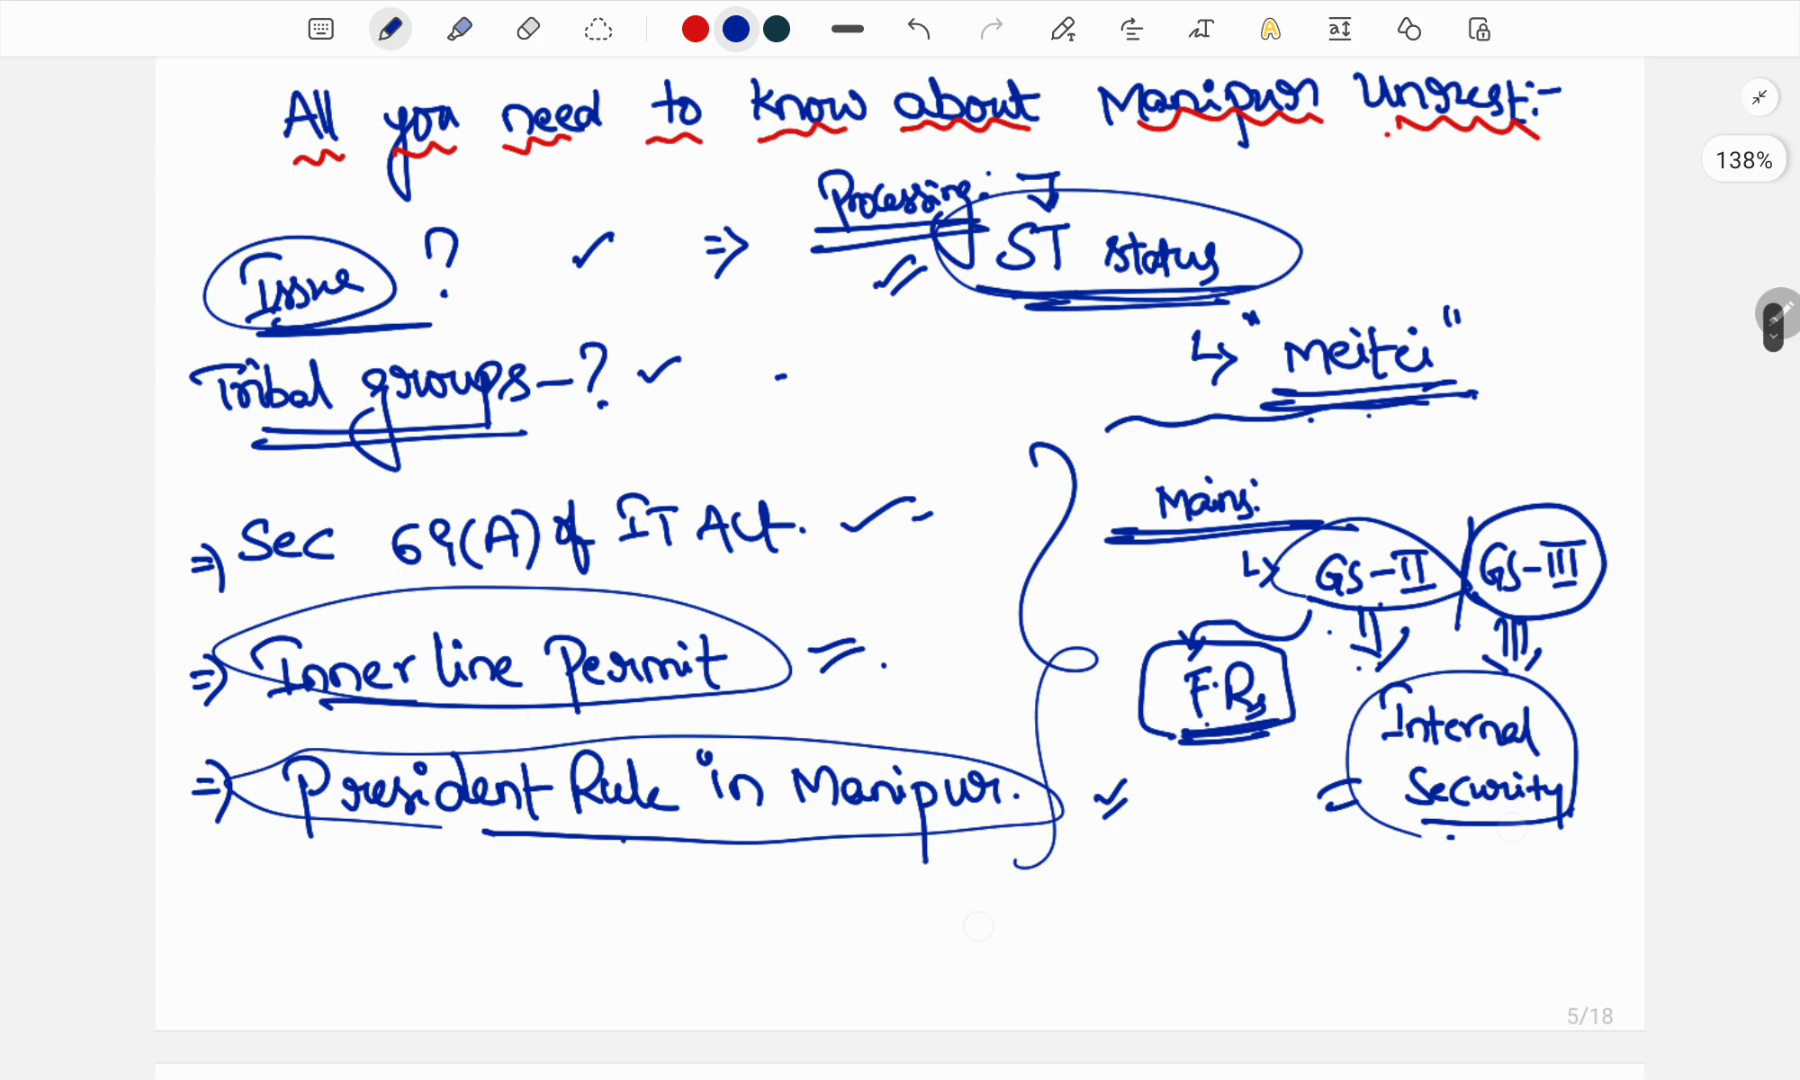 138%
All you need to know about Manipur Unrest:-
Processing:
Issue ? ✓ ⇒ ST status
↳ "Meitei"
Tribal groups - ? ✓
Mains:
⇒ Sec 69(A) of IT Act.
↳ GS-II | GS-III
⇒ Inner line Permit
F.Rs
Internal
Security
⇒ President Rule in Manipur.
5/18